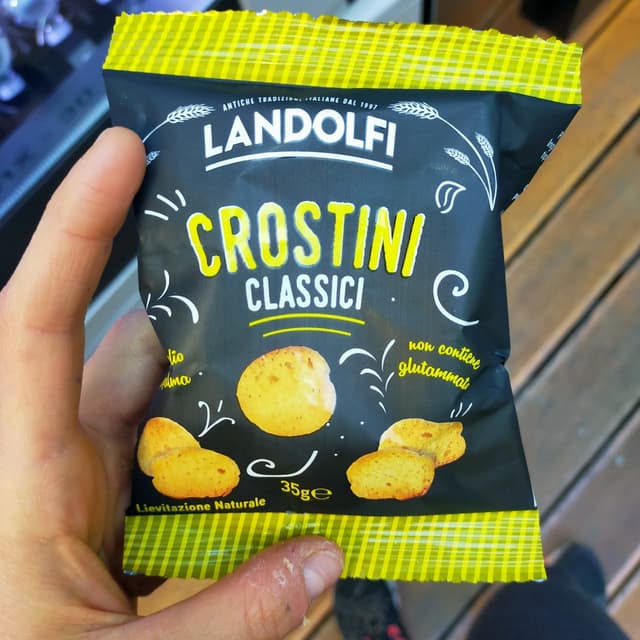 ANTICHE TRADIZIONI ITALIANE DAL 1997
LANDOLFI
CROSTINI
CLASSICI
non contiene
glutammato
35g e
Lievitazione Naturale